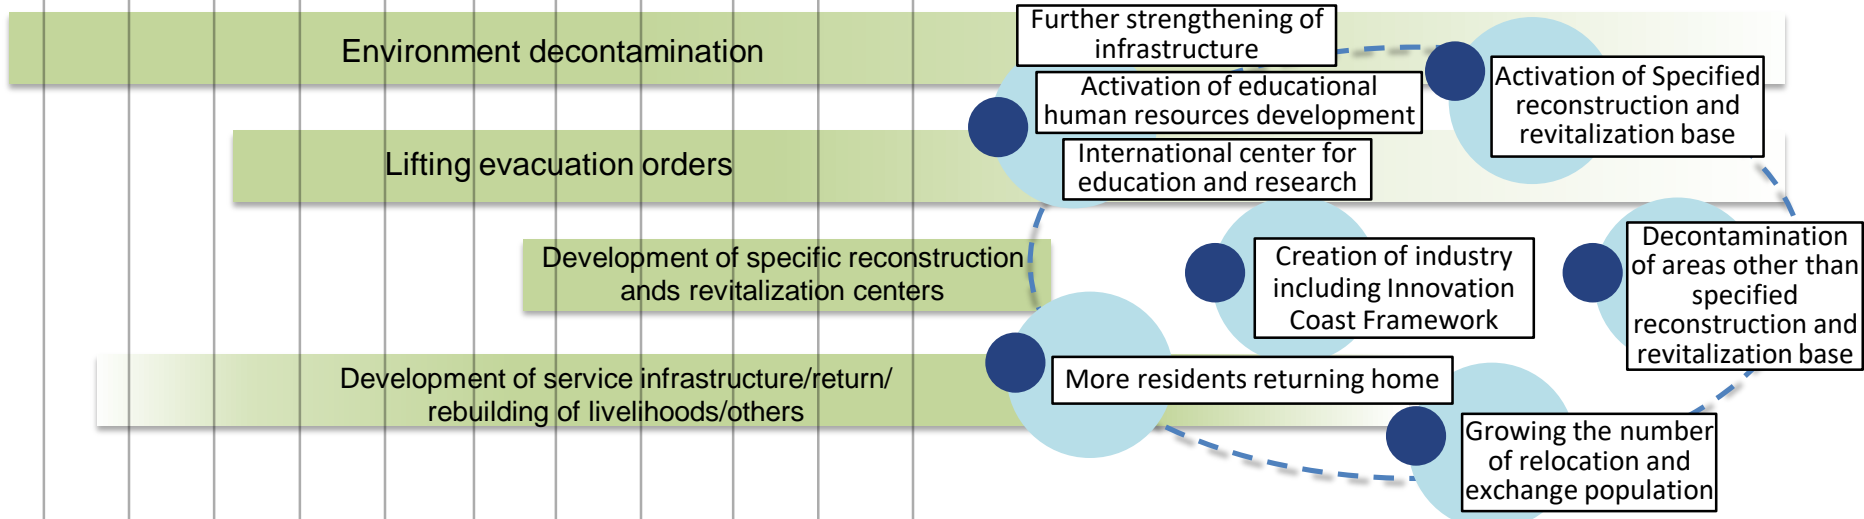 Environment decontamination
Further strengthening of
infrastructure
Activation of educational
human resources development
International center for
education and research
Activation of Specified
reconstruction and
revitalization base
Lifting evacuation orders
Development of specific reconstruction
ands revitalization centers
Creation of industry
including Innovation
Coast Framework
Decontamination
of areas other than
specified
reconstruction and
revitalization base
Development of service infrastructure/return/
rebuilding of livelihoods/others
More residents returning home
Growing the number
of relocation and
exchange population